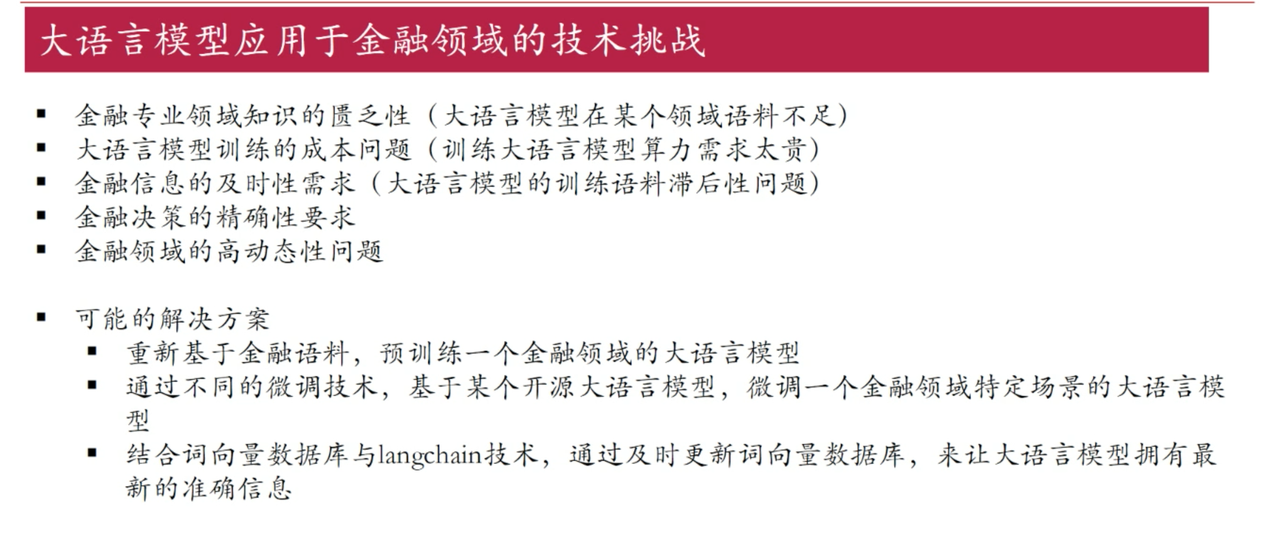 大语言模型应用于金融领域的技术挑战
▪ 金融专业领域知识的匮乏性（大语言模型在某个领域语料不足）
▪ 大语言模型训练的成本问题（训练大语言模型算力需求太贵）
▪ 金融信息的及时性需求（大语言模型的训练语料滞后性问题）
▪ 金融决策的精确性要求
▪ 金融领域的高动态性问题
▪ 可能的解决方案
▪ 重新基于金融语料，预训练一个金融领域的大语言模型
▪ 通过不同的微调技术，基于某个开源大语言模型，微调一个金融领域特定场景的大语言模
型
▪ 结合词向量数据库与langchain技术，通过及时更新词向量数据库，来让大语言模型拥有最
新的准确信息